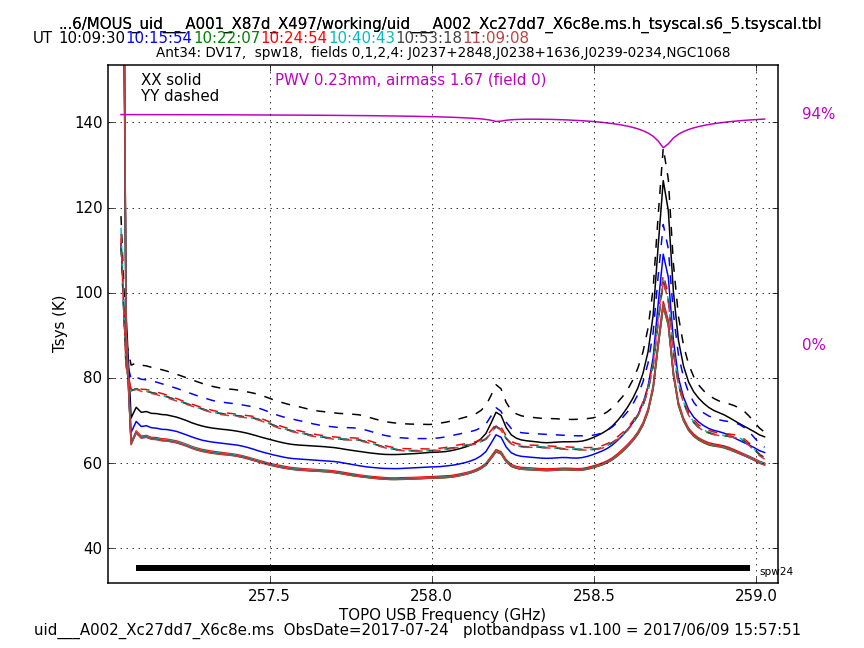 ...6/MOUS_uid___A001_X87d_X497/working/uid___A002_Xc27dd7_X6c8e.ms.h_tsyscal.s6_5.tsyscal.tbl
UT 10:09:30 10:15:54 10:22:07 10:24:54 10:40:43 10:53:18 11:09:08
Ant34: DV17, spw18, fields 0,1,2,4: J0237+2848,J0238+1636,J0239-0234,NGC1068
XX solid
PWV 0.23mm, airmass 1.67 (field 0)
YY dashed
94%
140
120
100
80
60
40
0%
Tsys (K)
spw24
257.5 258.0 258.5 259.0
TOPO USB Frequency (GHz)
uid___A002_Xc27dd7_X6c8e.ms ObsDate=2017-07-24 plotbandpass v1.100 = 2017/06/09 15:57:51